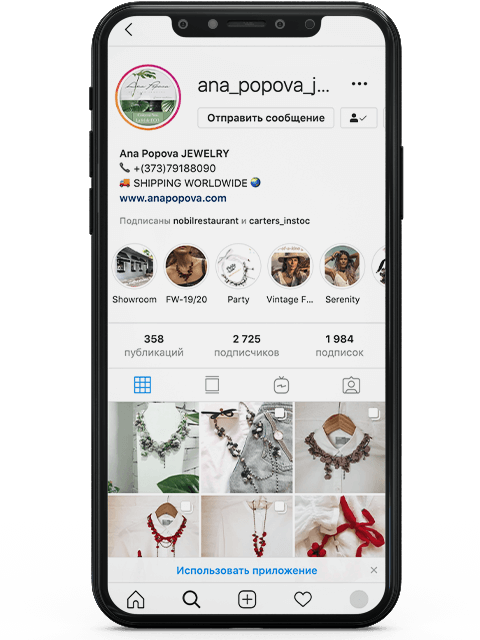 ana_popova_j...
Отправить сообщение
Ana Popova JEWELRY
+(373)79188090
SHIPPING WORLDWIDE
www.anapopova.com
Подписаны nobilrestaurant и carters_instoc
Showroom FW-19/20 Party Vintage F... Serenity
358 2 725 1 984
публикаций подписчиков подписок
Использовать приложение